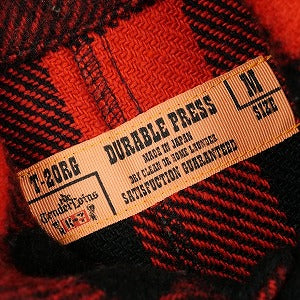 T-20RG
DURABLE PRESS
MADE IN JAPAN
DRY CLEAN OR HOME LAUNDER
SATISFACTION GUARANTEED
M
SIZE